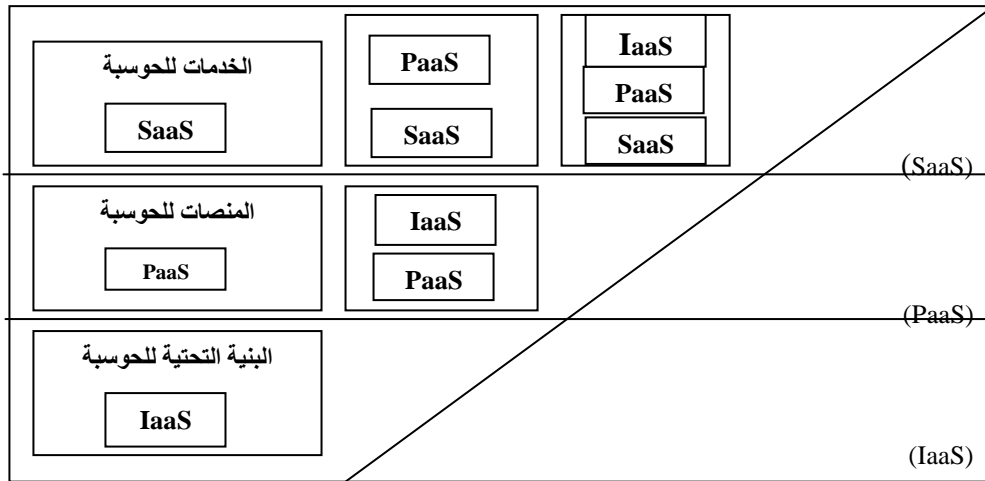 الخدمات للحوسبة
SaaS
PaaS
SaaS
IaaS
PaaS
SaaS
(SaaS)
المنصات للحوسبة
PaaS
IaaS
PaaS
(PaaS)
البنية التحتية للحوسبة
IaaS
(IaaS)